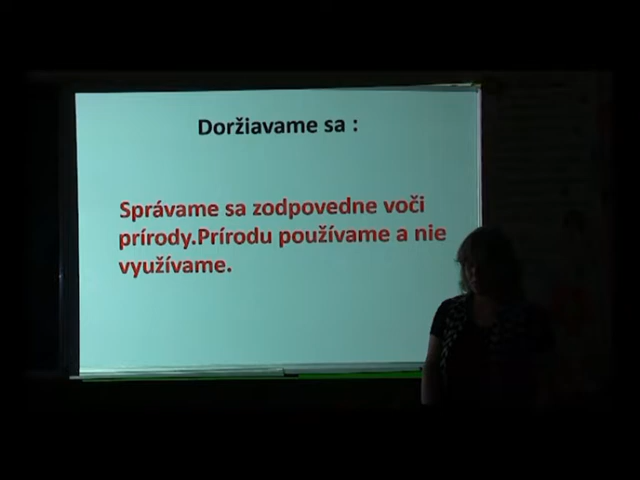 Doržiavame sa :
Správame sa zodpovedne voči
prírody.Prírodu používame a nie
využívame.